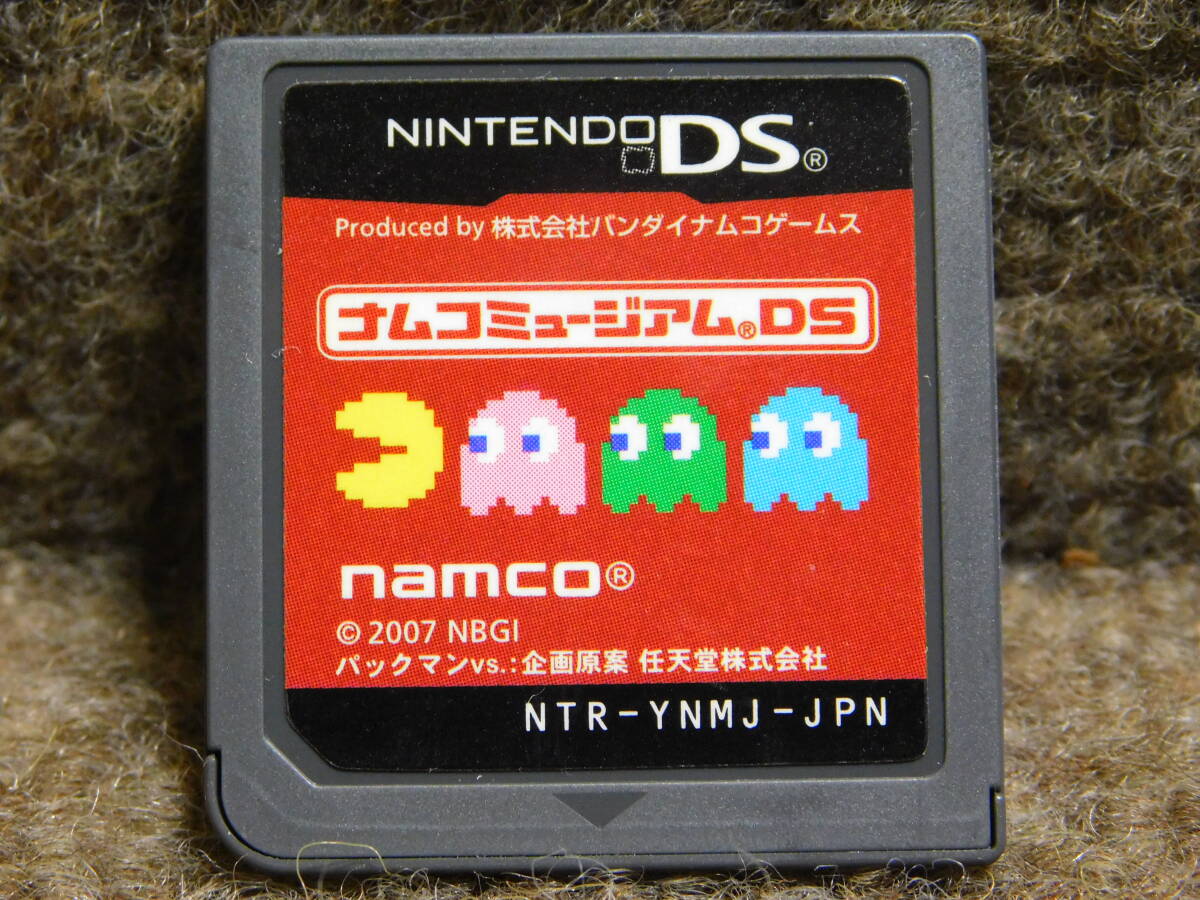 NINTENDO DS®
Produced by 株式会社バンダイナムコゲームス
ナムコミュージアム®DS
namco®
© 2007 NBGI
パックマンvs.:企画原案 任天堂株式会社
NTR-YNMJ-JPN